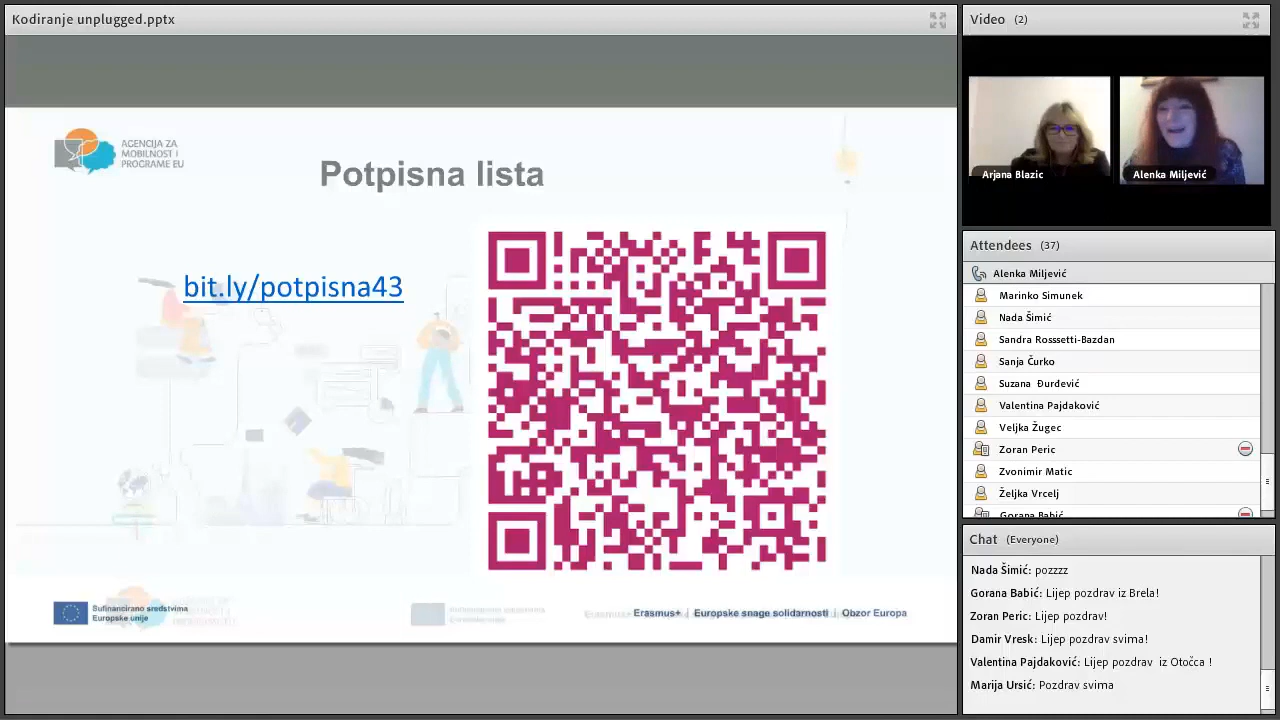 Kodiranje unplugged.pptx
AGENCIJA ZA
MOBILNOST I
PROGRAME EU
Potpisna lista
bit.ly/potpisna43
Sufinancirano sredstvima
Europske unije
Erasmus+ | Europske snage solidarnosti | Obzor Europa
Video (2)
Arjana Blazic
Alenka Miljević
Attendees (37)
Alenka Miljević
Marinko Simunek
Nada Šimić
Sandra Rosssetti-Bazdan
Sanja Čurko
Suzana Đurdević
Valentina Pajdaković
Veljka Žugec
Zoran Peric
Zvonimir Matic
Željka Vrcelj
Gorana Babić
Chat (Everyone)
Nada Šimić: pozzzz
Gorana Babić: Lijep pozdrav iz Brela!
Zoran Peric: Lijep pozdrav!
Damir Vresk: Lijep pozdrav svima!
Valentina Pajdaković: Lijep pozdrav iz Otočca !
Marija Ursić: Pozdrav svima